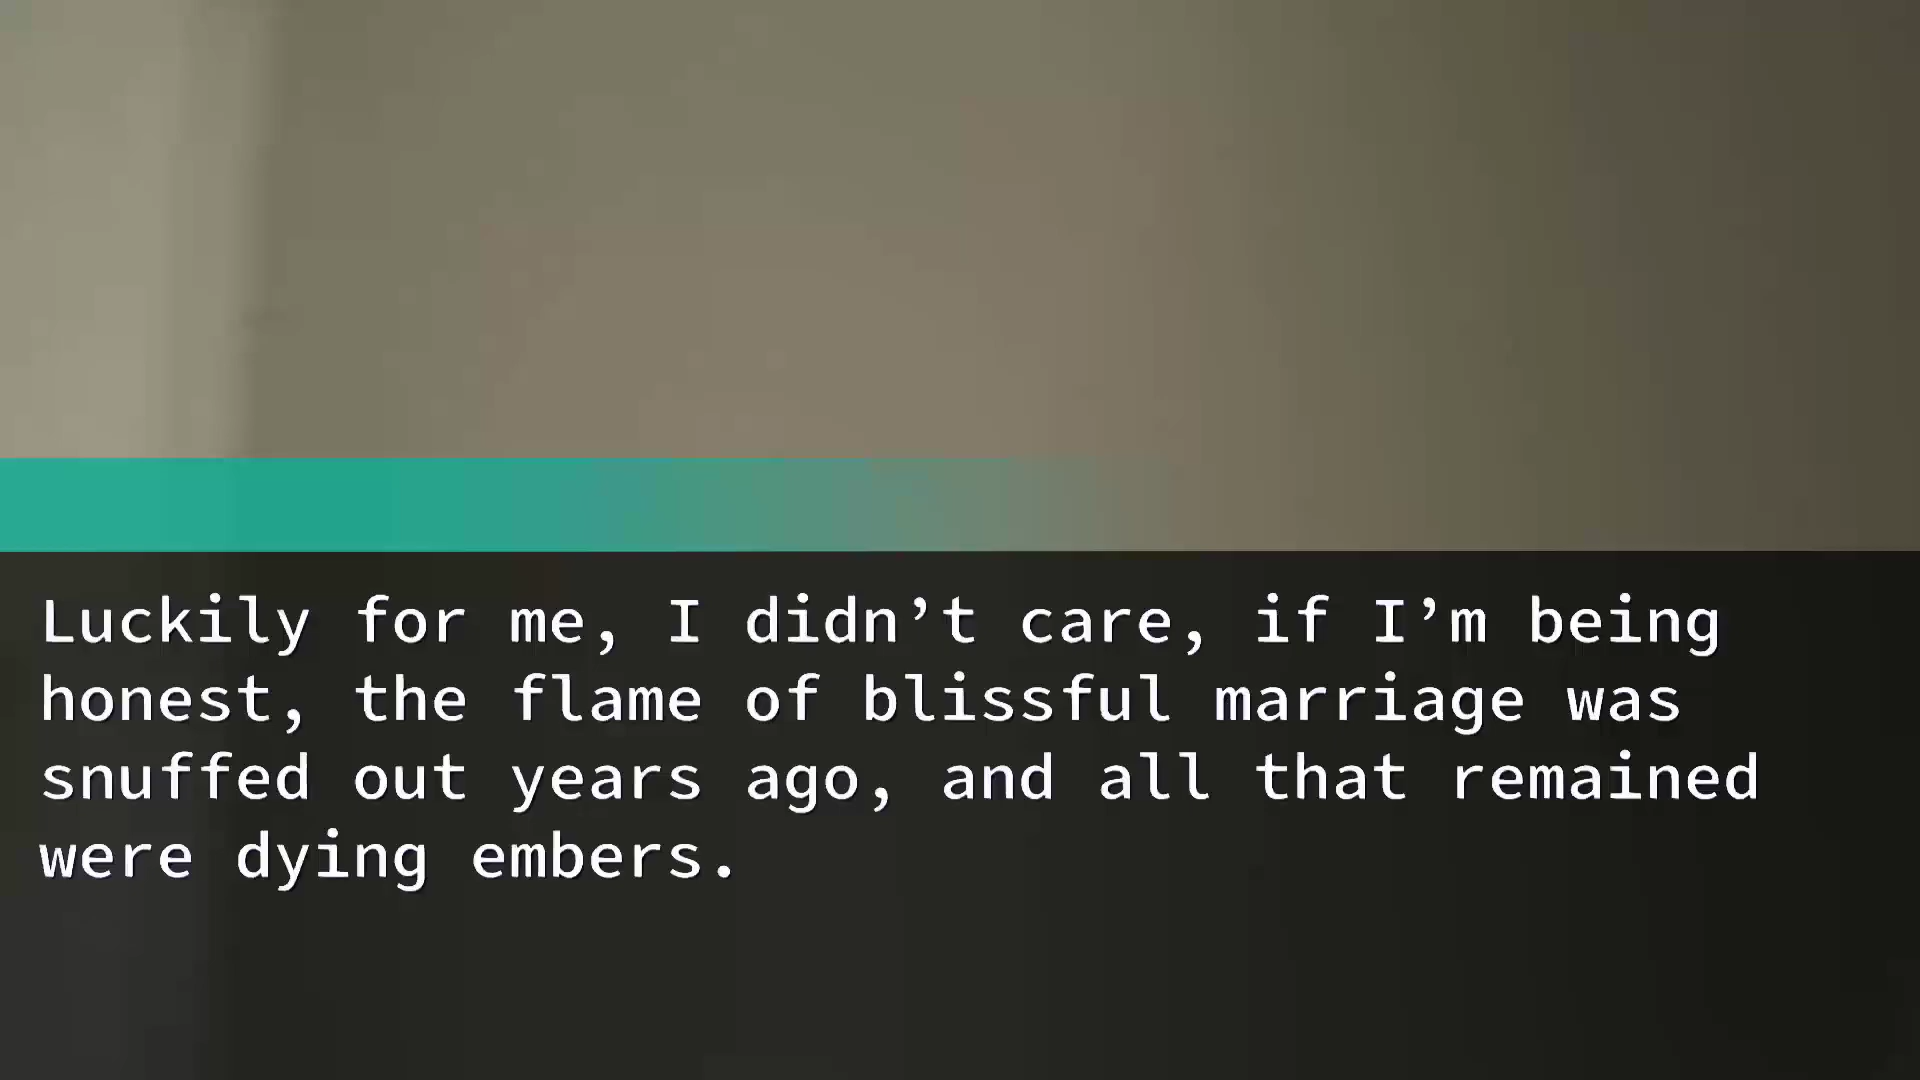 Luckily for me, I didn’t care, if I’m being
honest, the flame of blissful marriage was
snuffed out years ago, and all that remained
were dying embers.